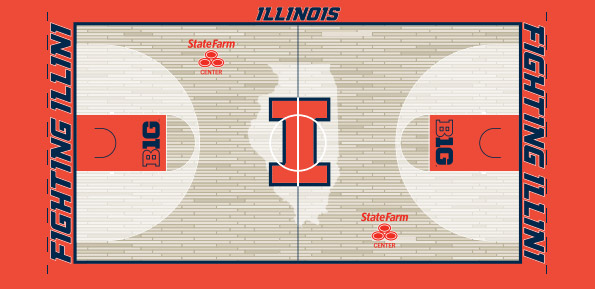 ILLINOIS
FIGHTING ILLINI
State Farm
CENTER
B1G
I
B1G
State Farm
CENTER
FIGHTING ILLINI